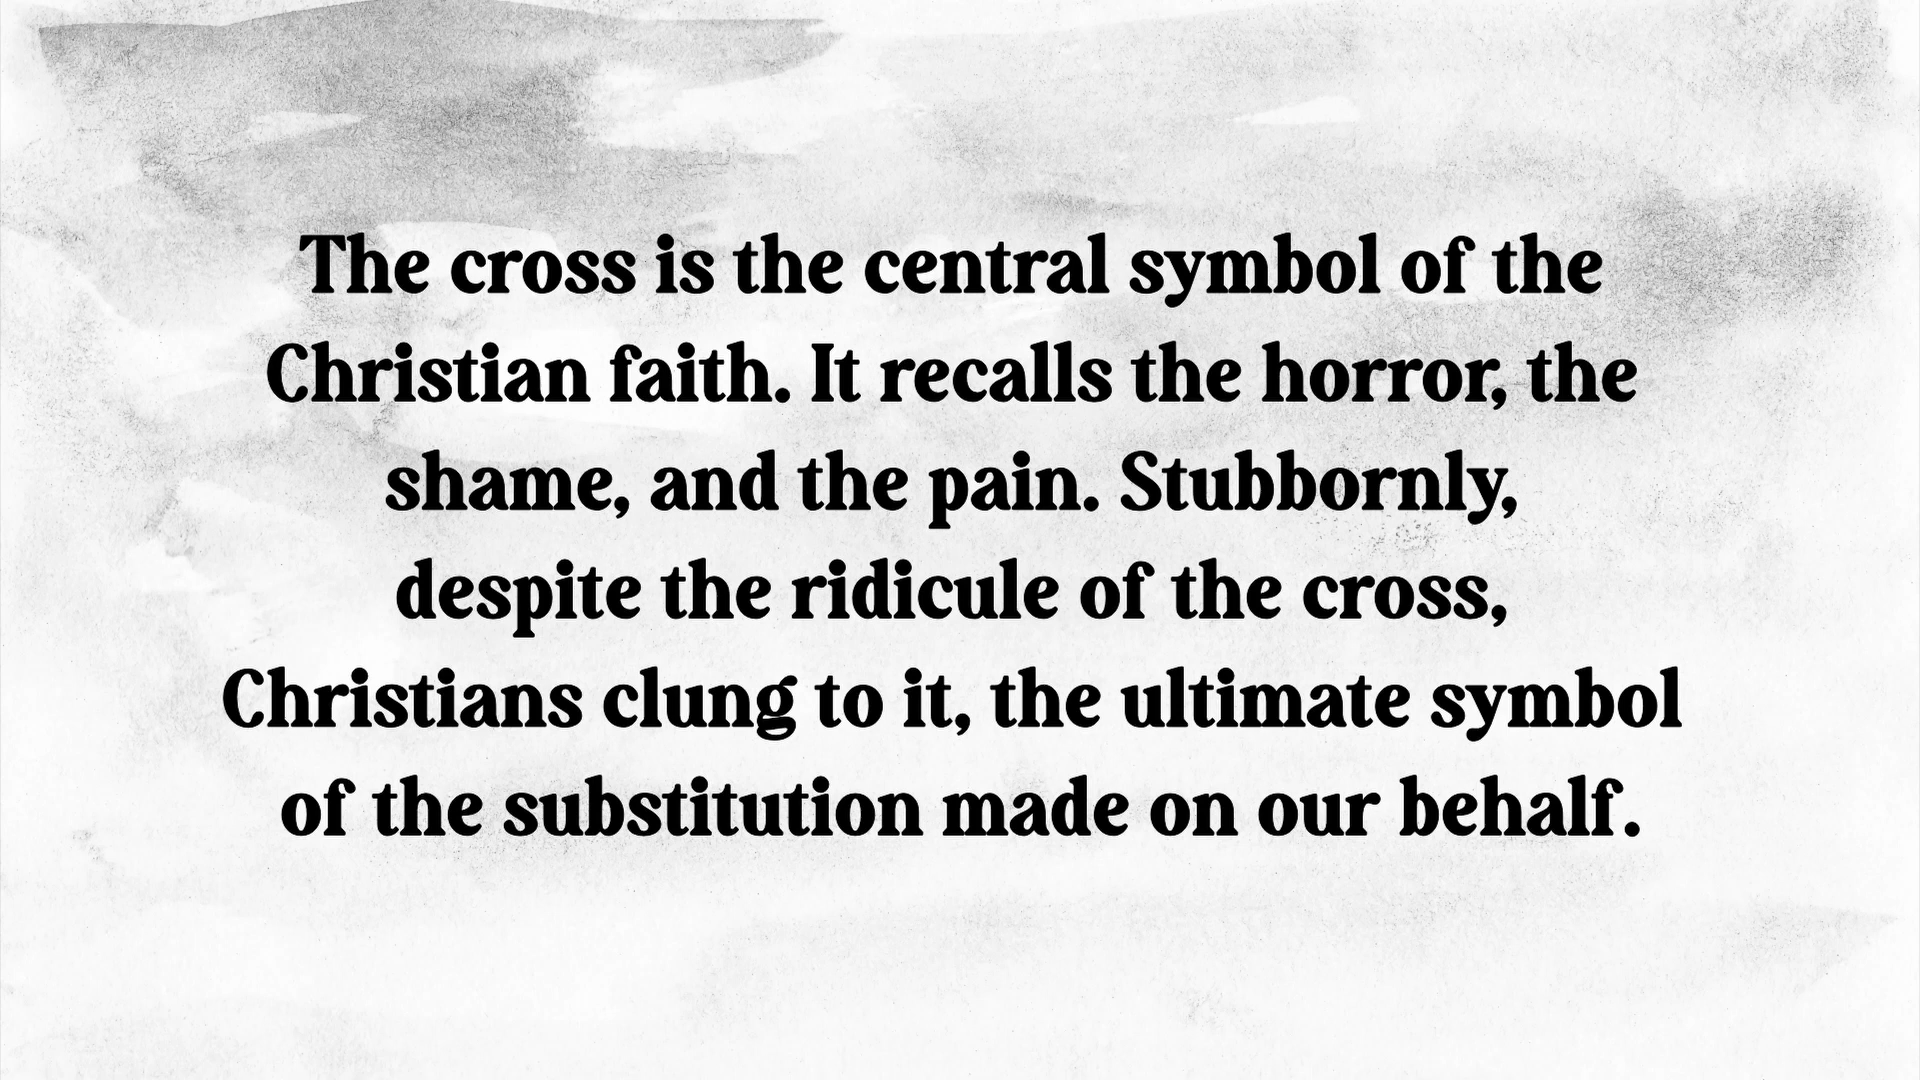 The cross is the central symbol of the
Christian faith. It recalls the horror, the
shame, and the pain. Stubbornly,
despite the ridicule of the cross,
Christians clung to it, the ultimate symbol
of the substitution made on our behalf.